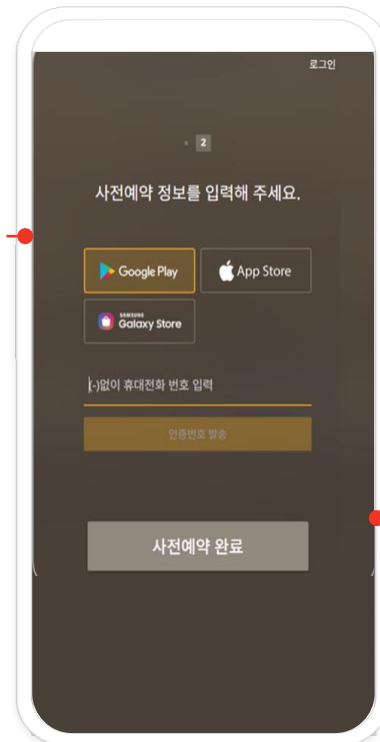 로그인
2
사전예약 정보를 입력해 주세요.
Google Play
App Store
SAMSUNG
Galaxy Store
(-)없이 휴대전화 번호 입력
인증번호 발송
사전예약 완료